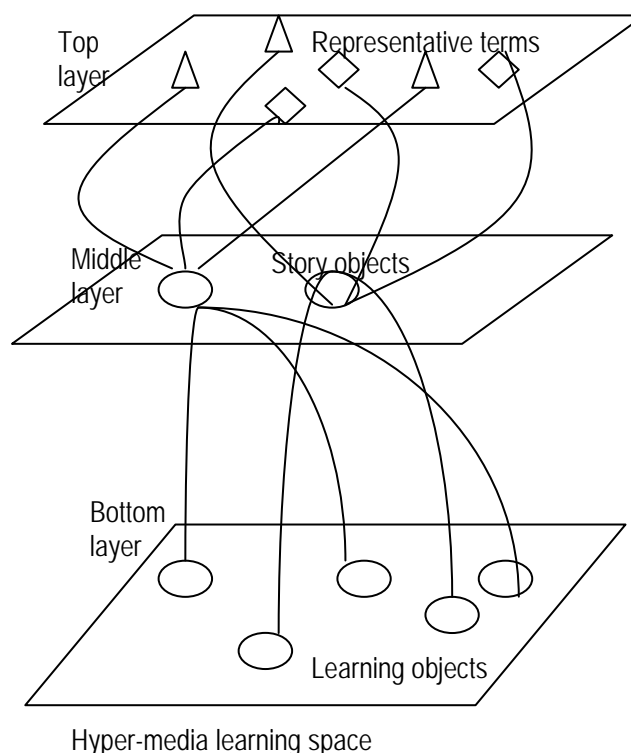 Top
layer
Representative terms
Middle
layer
Story objects
Bottom
layer
Learning objects
Hyper-media learning space